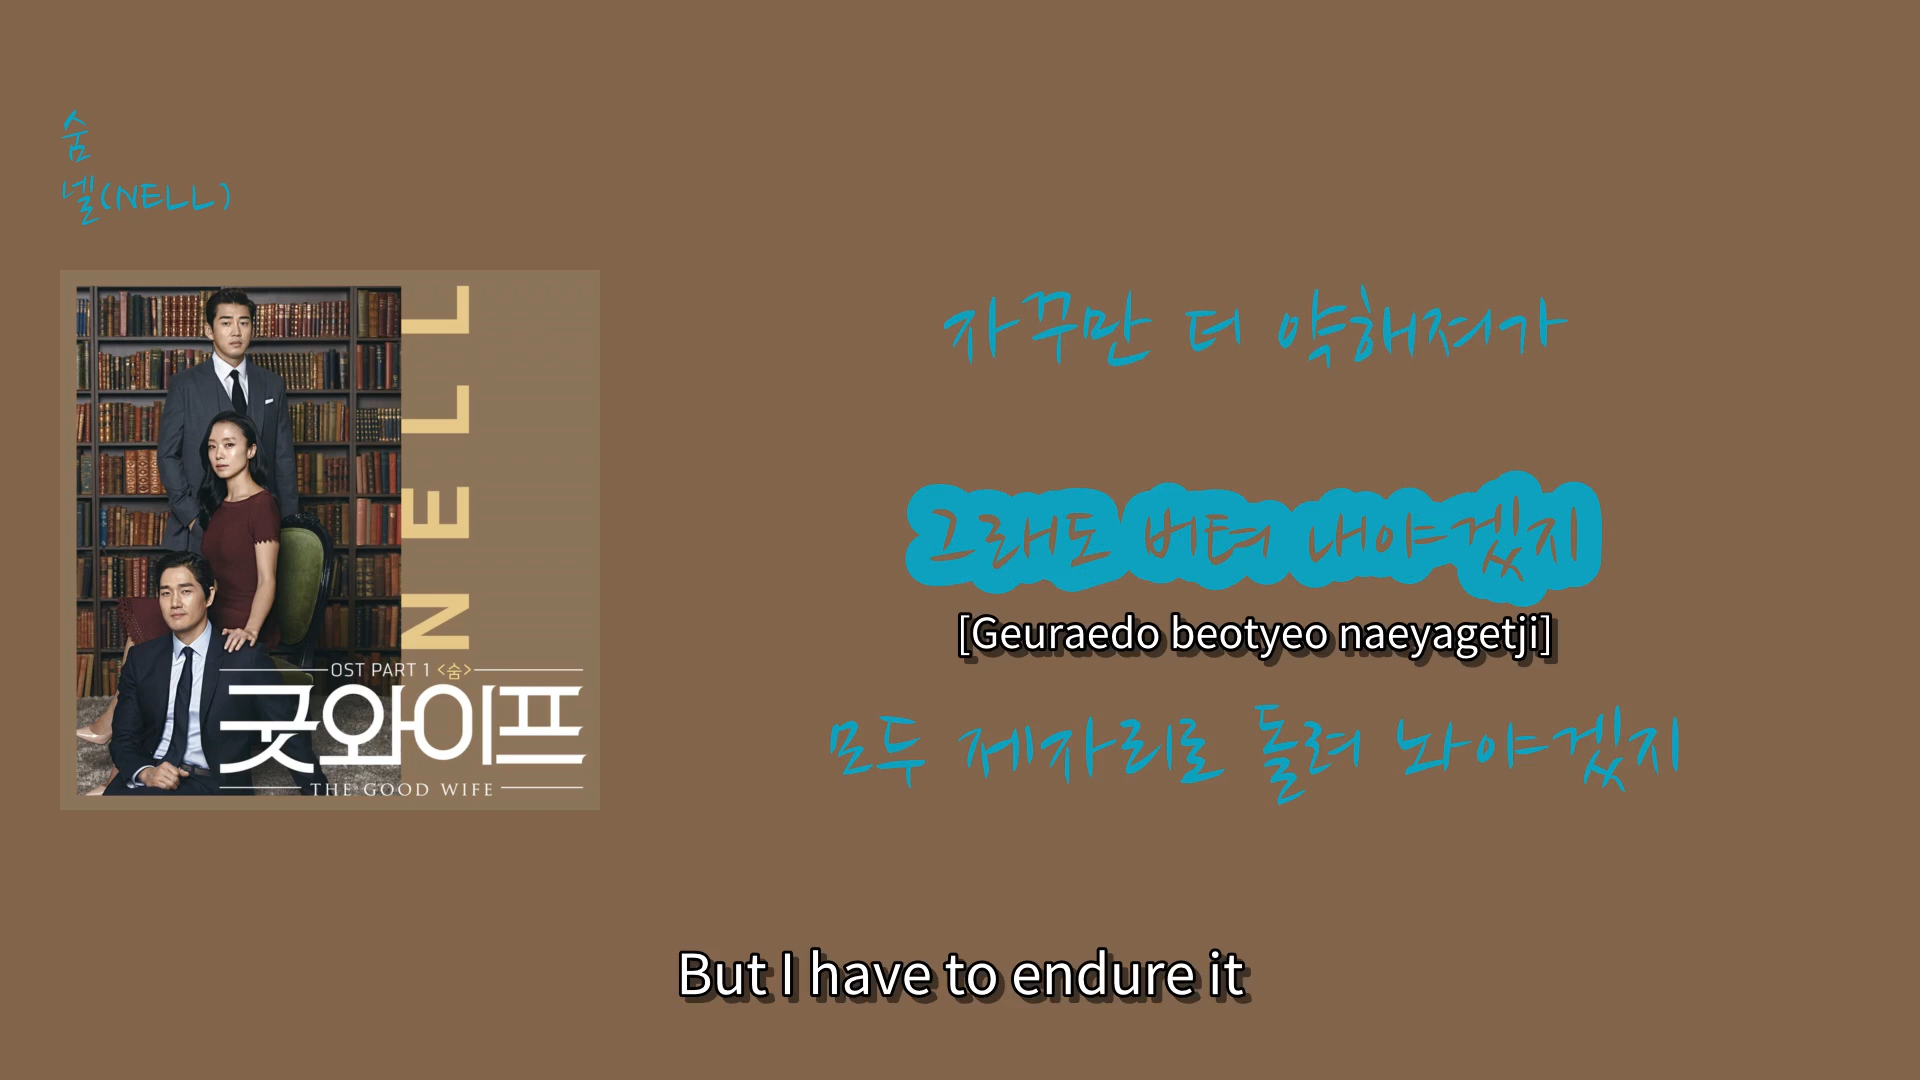 숨
넬(NELL)
NELL
OST PART 1 <숨>
굿와이프
THE GOOD WIFE
자꾸만 더 약해져가
그래도 버텨 내야겠지
[Geuraedo beotyeo naeyagetji]
모두 제자리로 돌려 놔야겠지
But I have to endure it